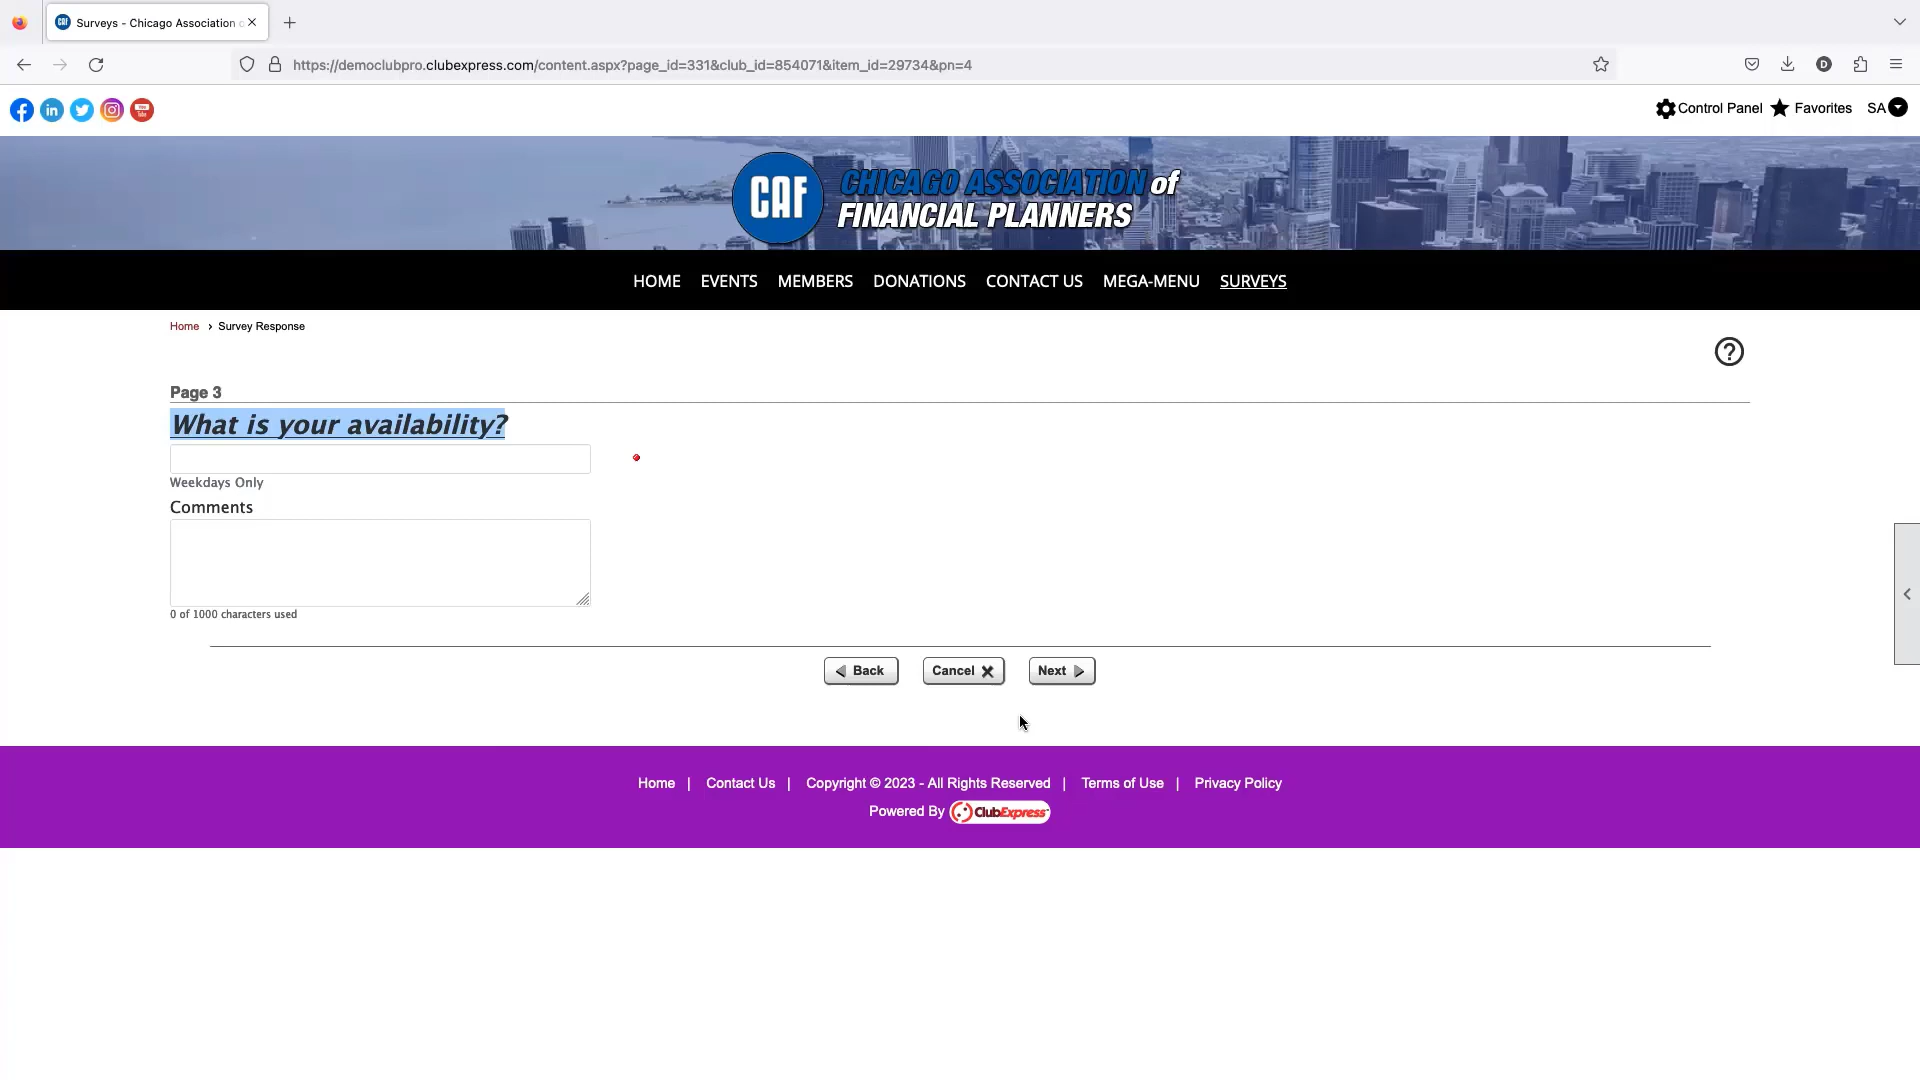 Surveys - Chicago Association
https://democlubpro.clubexpress.com/content.aspx?page_id=331&club_id=854071&item_id=29734&pn=4
D
in
Control Panel
Favorites
SA
CAF
CHICAGO ASSOCIATION of
FINANCIAL PLANNERS
HOME
EVENTS
MEMBERS
DONATIONS
CONTACT US
MEGA-MENU
SURVEYS
Home › Survey Response
?
Page 3
What is your availability?
Weekdays Only
Comments
0 of 1000 characters used
Back
Cancel
Next
Home | Contact Us | Copyright © 2023 - All Rights Reserved | Terms of Use | Privacy Policy
Powered By ClubExpress